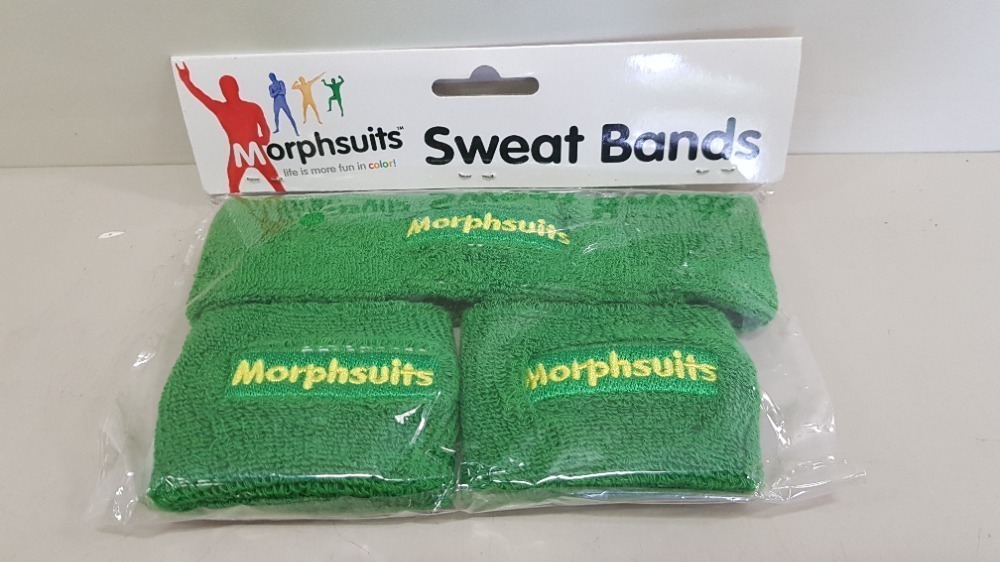 Morphsuits™ Sweat Bands
life is more fun in color!
Morphsuits
Morphsuits Morphsuits